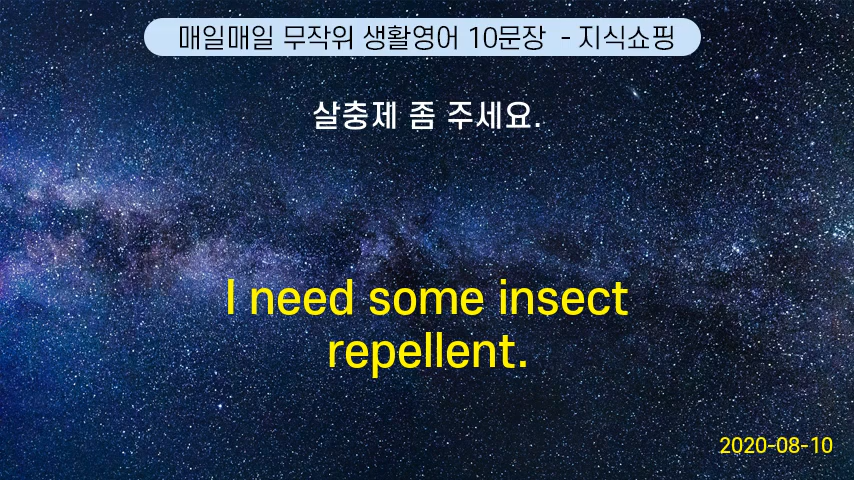 매일매일 무작위 생활영어 10문장 - 지식쇼핑
살충제 좀 주세요.
I need some insect
repellent.
2020-08-10